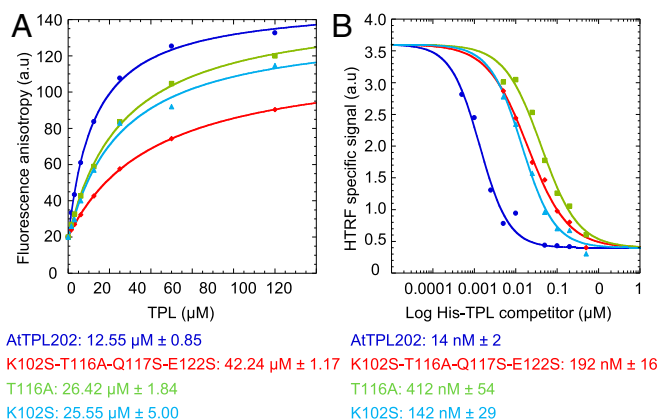 A
B
Fluorescence anisotropy (a.u)
140
120
100
80
60
40
20
0
0
20
40
60
80
100
120
TPL (µM)
HTRF specific signal (a.u)
4.0
3.5
3.0
2.5
2.0
1.5
1.0
0.5
0
0.0001
0.001
0.01
0.1
0
1
Log His-TPL competitor (µM)
AtTPL202: 12.55 µM ± 0.85
K102S-T116A-Q117S-E122S: 42.24 µM ± 1.17
T116A: 26.42 µM ± 1.84
K102S: 25.55 µM ± 5.00
AtTPL202: 14 nM ± 2
K102S-T116A-Q117S-E122S: 192 nM ± 16
T116A: 412 nM ± 54
K102S: 142 nM ± 29